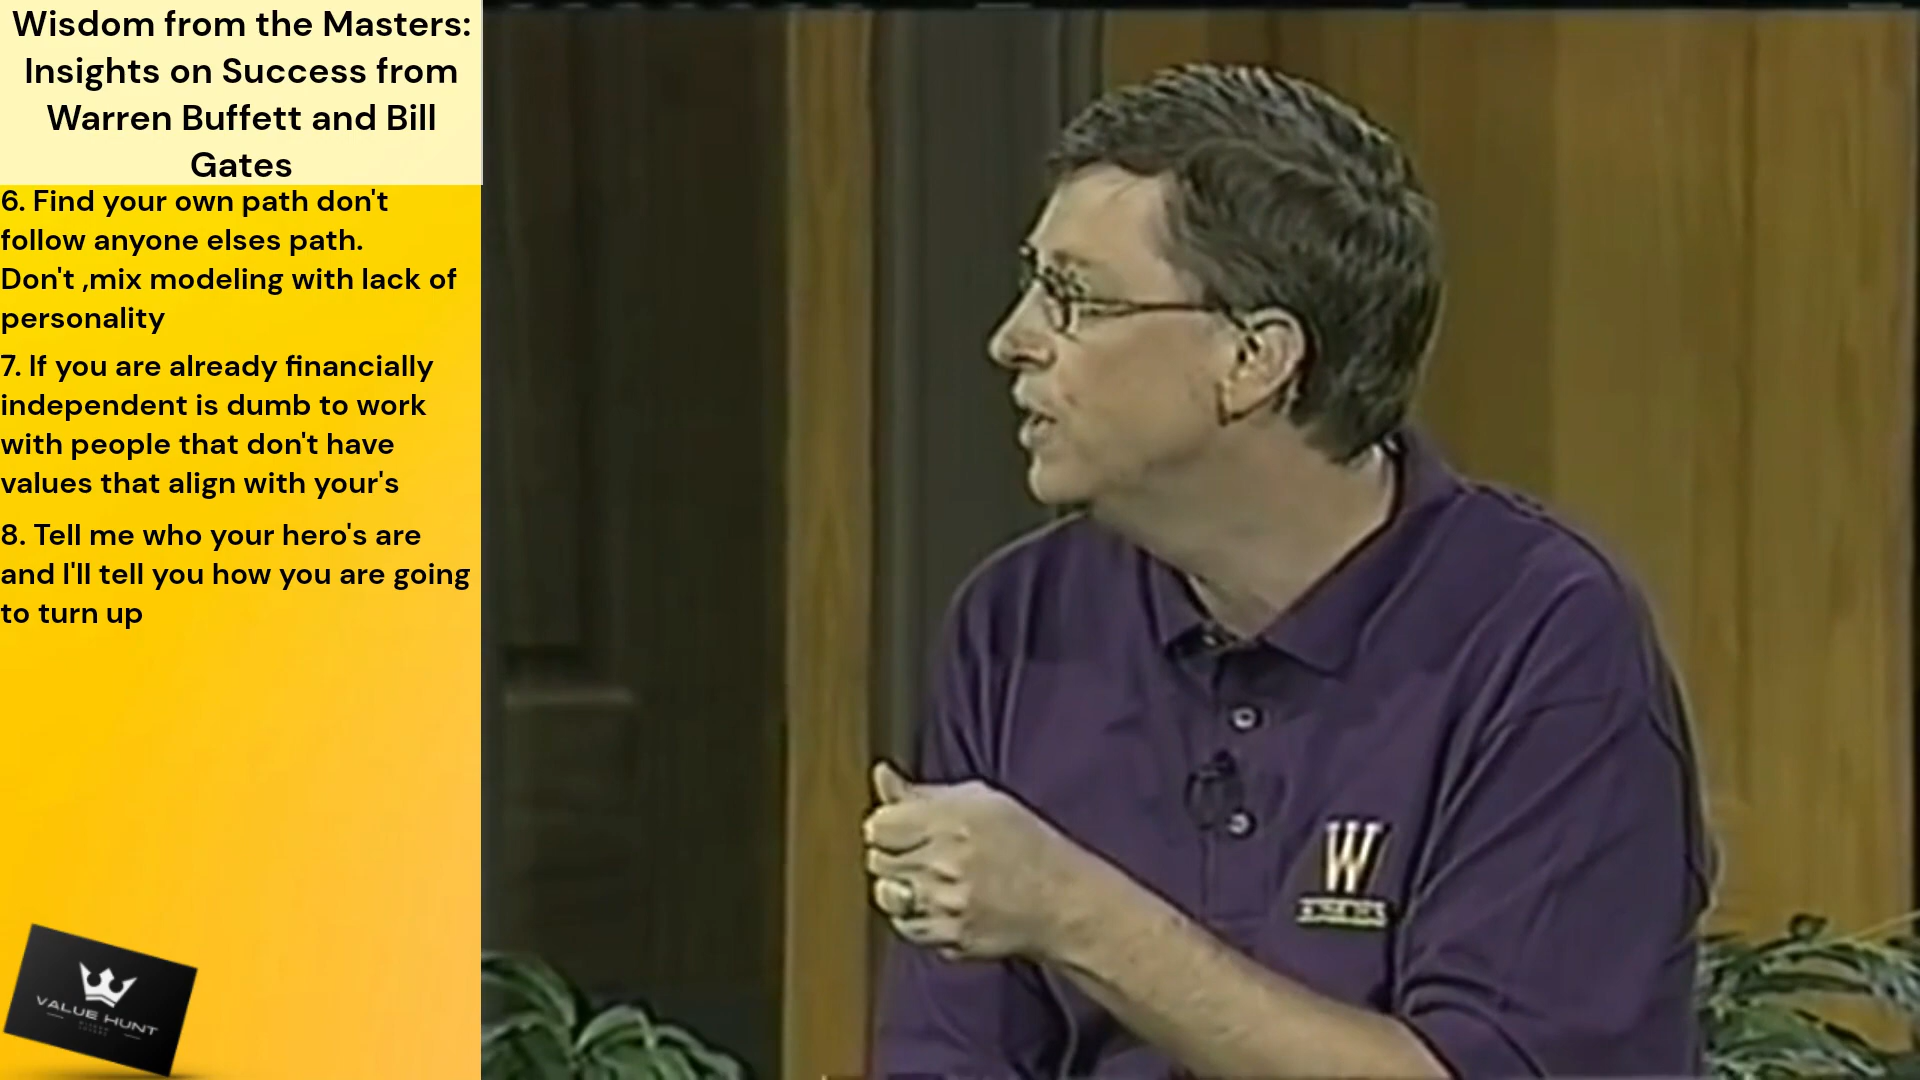 Wisdom from the Masters:
Insights on Success from
Warren Buffett and Bill
Gates
6. Find your own path don't
follow anyone elses path.
Don't ,mix modeling with lack of
personality
7. If you are already financially
independent is dumb to work
with people that don't have
values that align with your's
8. Tell me who your hero's are
and I'll tell you how you are going
to turn up
VALUE HUNT
W